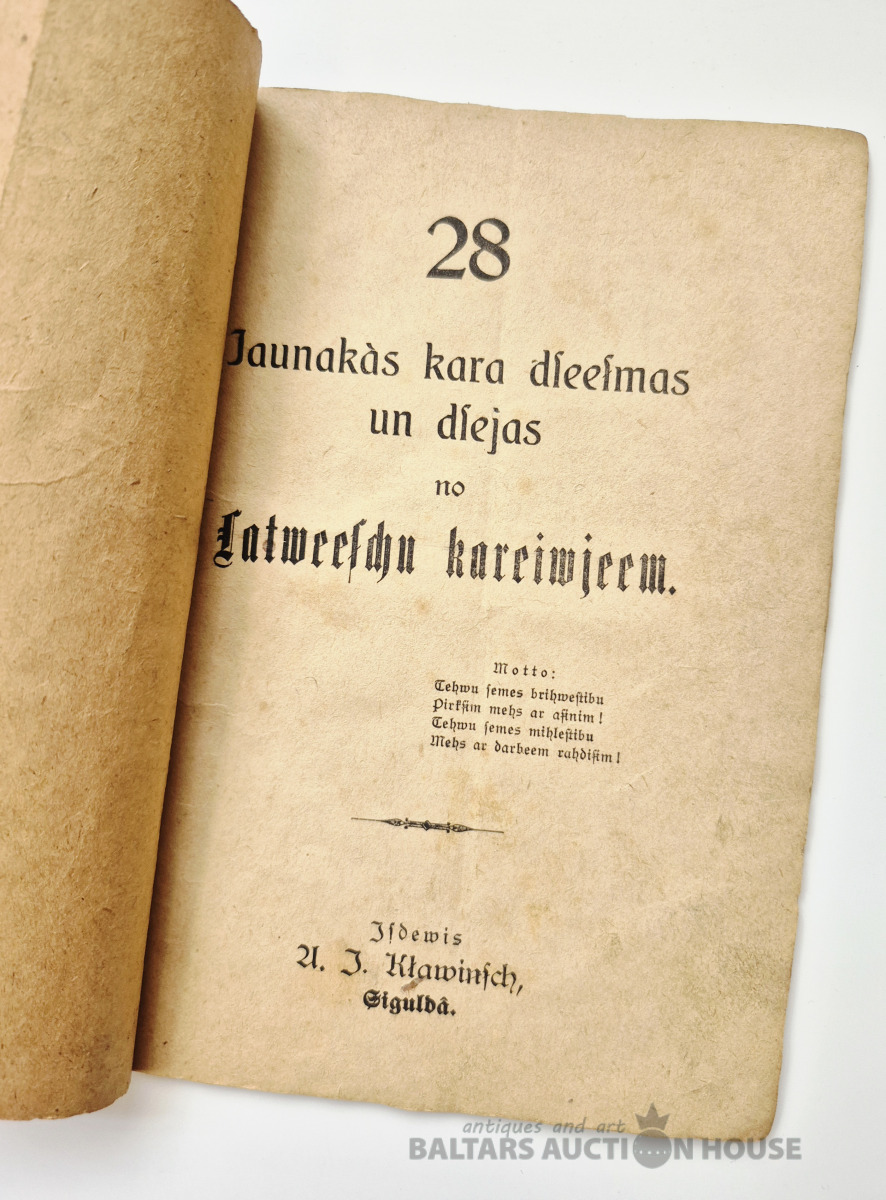 28
Jaunakàs kara dſeeſmas
un dſejas
no
Latweeſchu kareiwjeem.
Motto:
Tehwu ſemes brihweſtibu
Pirkſim mehs ar aſinim!
Tehwu ſemes mihleſtibu
Mehs ar darbeem rahdiſim!
Iſdewis
A. J. Kławinſch,
Siguldâ.
antiques and art
BALTARS AUCTION HOUSE